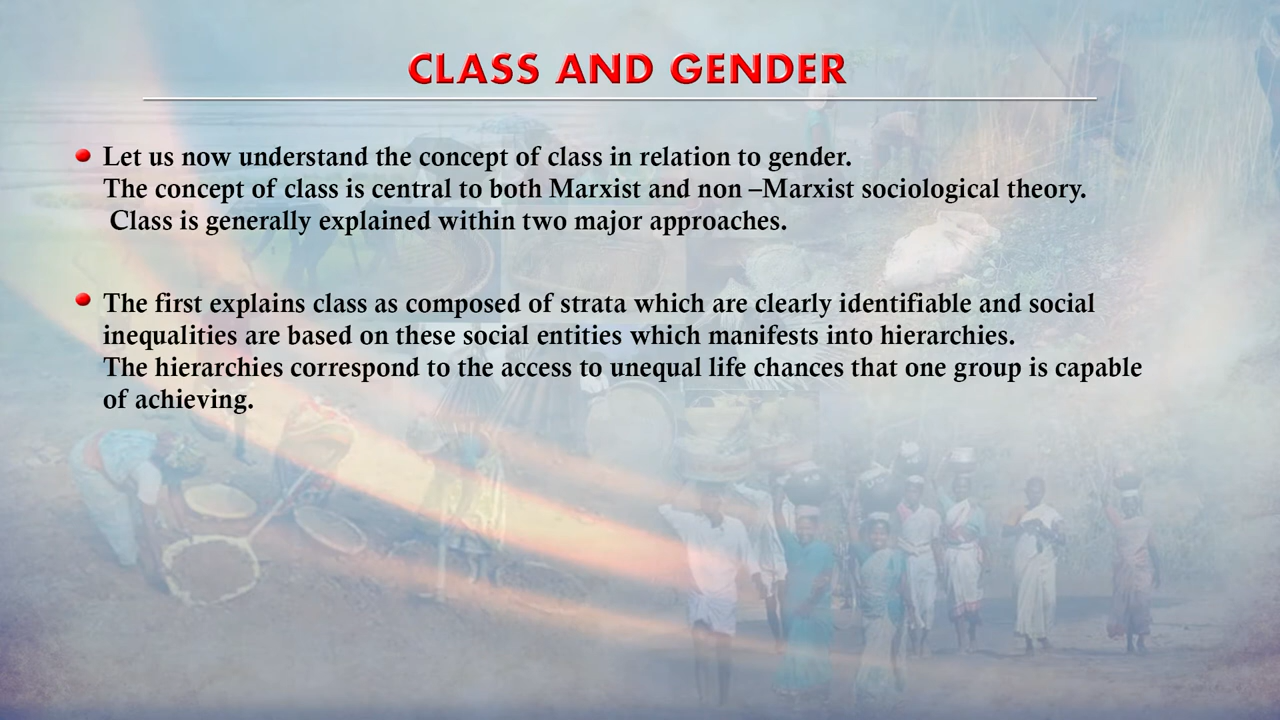 CLASS AND GENDER
Let us now understand the concept of class in relation to gender.
The concept of class is central to both Marxist and non –Marxist sociological theory.
Class is generally explained within two major approaches.
The first explains class as composed of strata which are clearly identifiable and social
inequalities are based on these social entities which manifests into hierarchies.
The hierarchies correspond to the access to unequal life chances that one group is capable
of achieving.